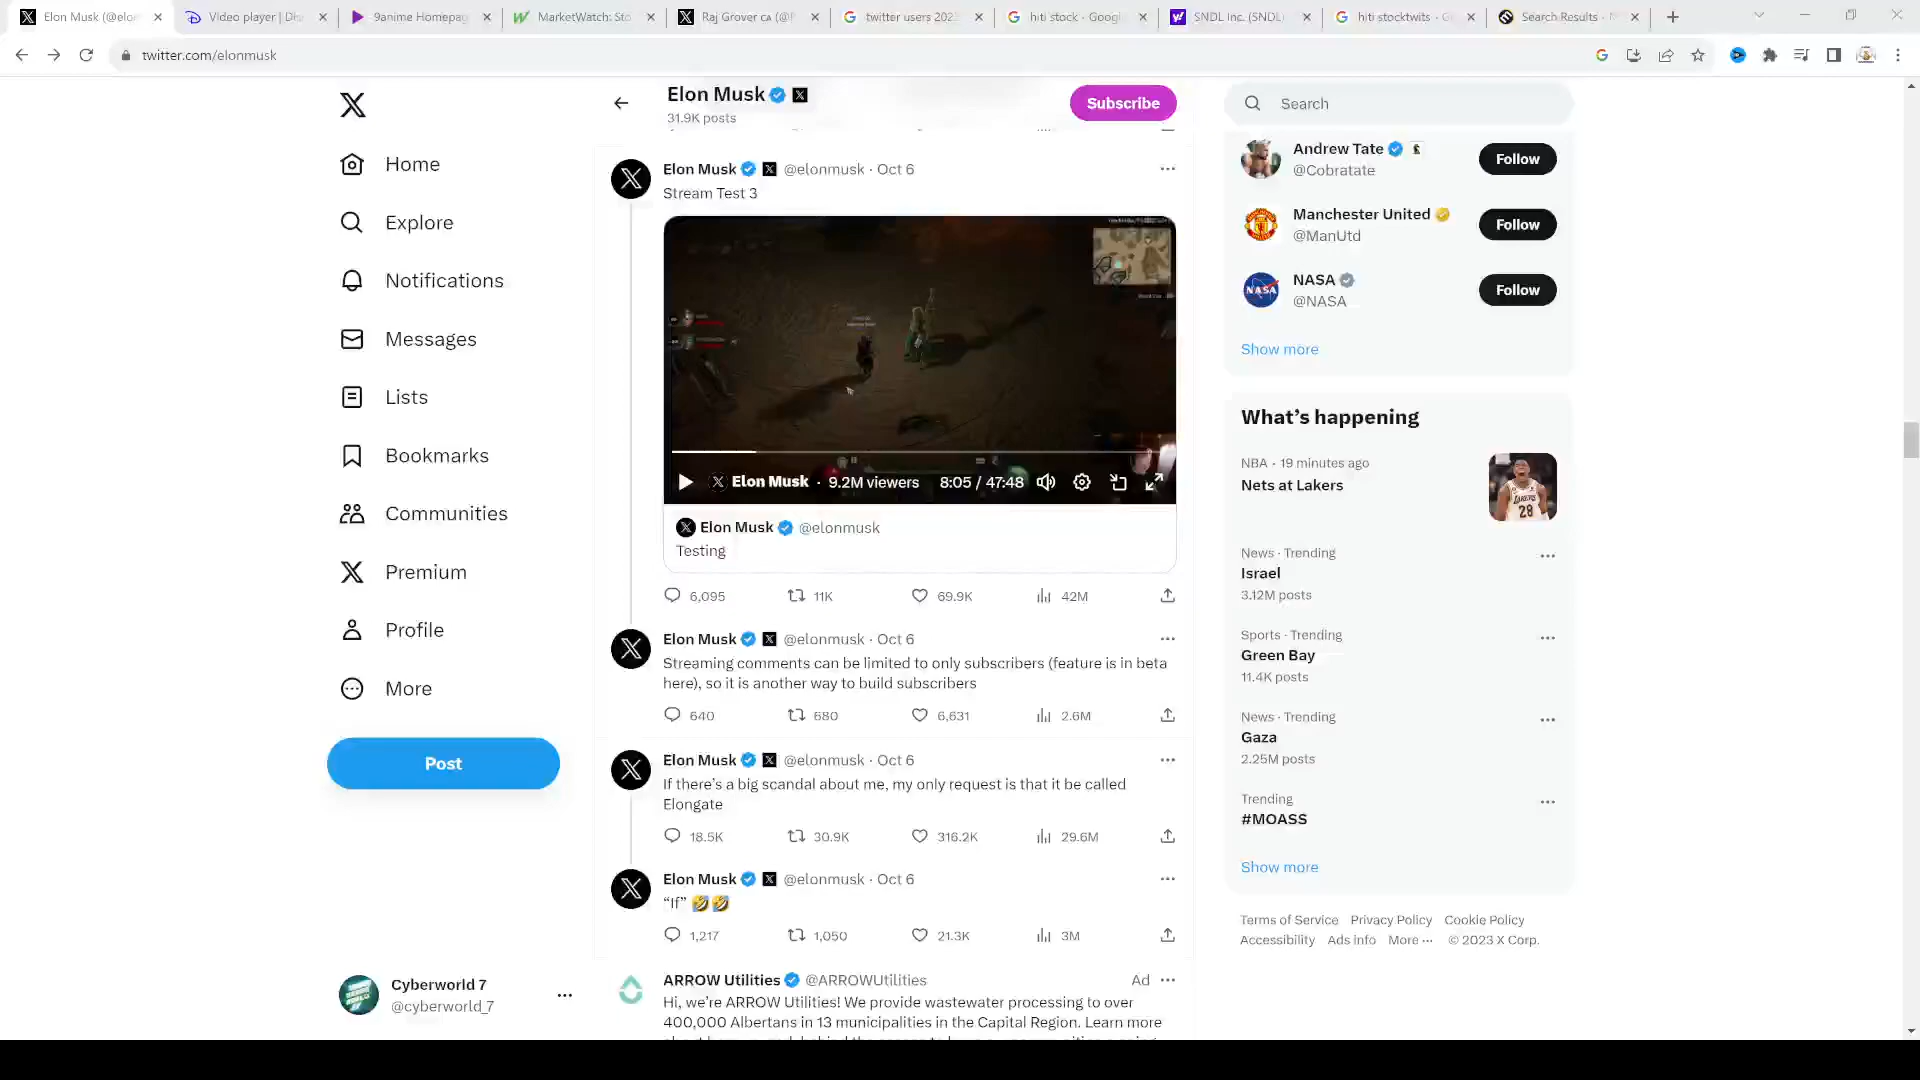 Elon Musk (@elon
Video player | Dis
9anime Homepag
MarketWatch: Sto
Raj Grover ca (@
twitter users 202
hiti stock - Googl
SNDL Inc. (SNDL)
hiti stocktwits - G
Search Results -
twitter.com/elonmusk
Elon Musk
31.9K posts
Subscribe
Search
Home
Explore
Notifications
Messages
Lists
Bookmarks
Communities
Premium
Profile
More
Post
Cyberworld 7
@cyberworld_7
Elon Musk @elonmusk · Oct 6
Stream Test 3
Elon Musk · 9.2M viewers 8:05 / 47:48
Elon Musk @elonmusk
Testing
6,095 11K 69.9K 42M
Elon Musk @elonmusk · Oct 6
Streaming comments can be limited to only subscribers (feature is in beta
here), so it is another way to build subscribers
640 680 6,631 2.6M
Elon Musk @elonmusk · Oct 6
If there's a big scandal about me, my only request is that it be called
Elongate
18.5K 30.9K 316.2K 29.6M
Elon Musk @elonmusk · Oct 6
“If” 🤣🤣
1,217 1,050 21.3K 3M
ARROW Utilities @ARROWUtilities Ad
Hi, we're ARROW Utilities! We provide wastewater processing to over
400,000 Albertans in 13 municipalities in the Capital Region. Learn more
Andrew Tate
@Cobratate
Follow
Manchester United
@ManUtd
Follow
NASA
NASA
@NASA
Follow
Show more
What's happening
NBA · 19 minutes ago
Nets at Lakers
LAKERS
28
News · Trending
Israel
3.12M posts
Sports · Trending
Green Bay
11.4K posts
News · Trending
Gaza
2.25M posts
Trending
#MOASS
Show more
Terms of Service Privacy Policy Cookie Policy
Accessibility Ads info More ··· © 2023 X Corp.